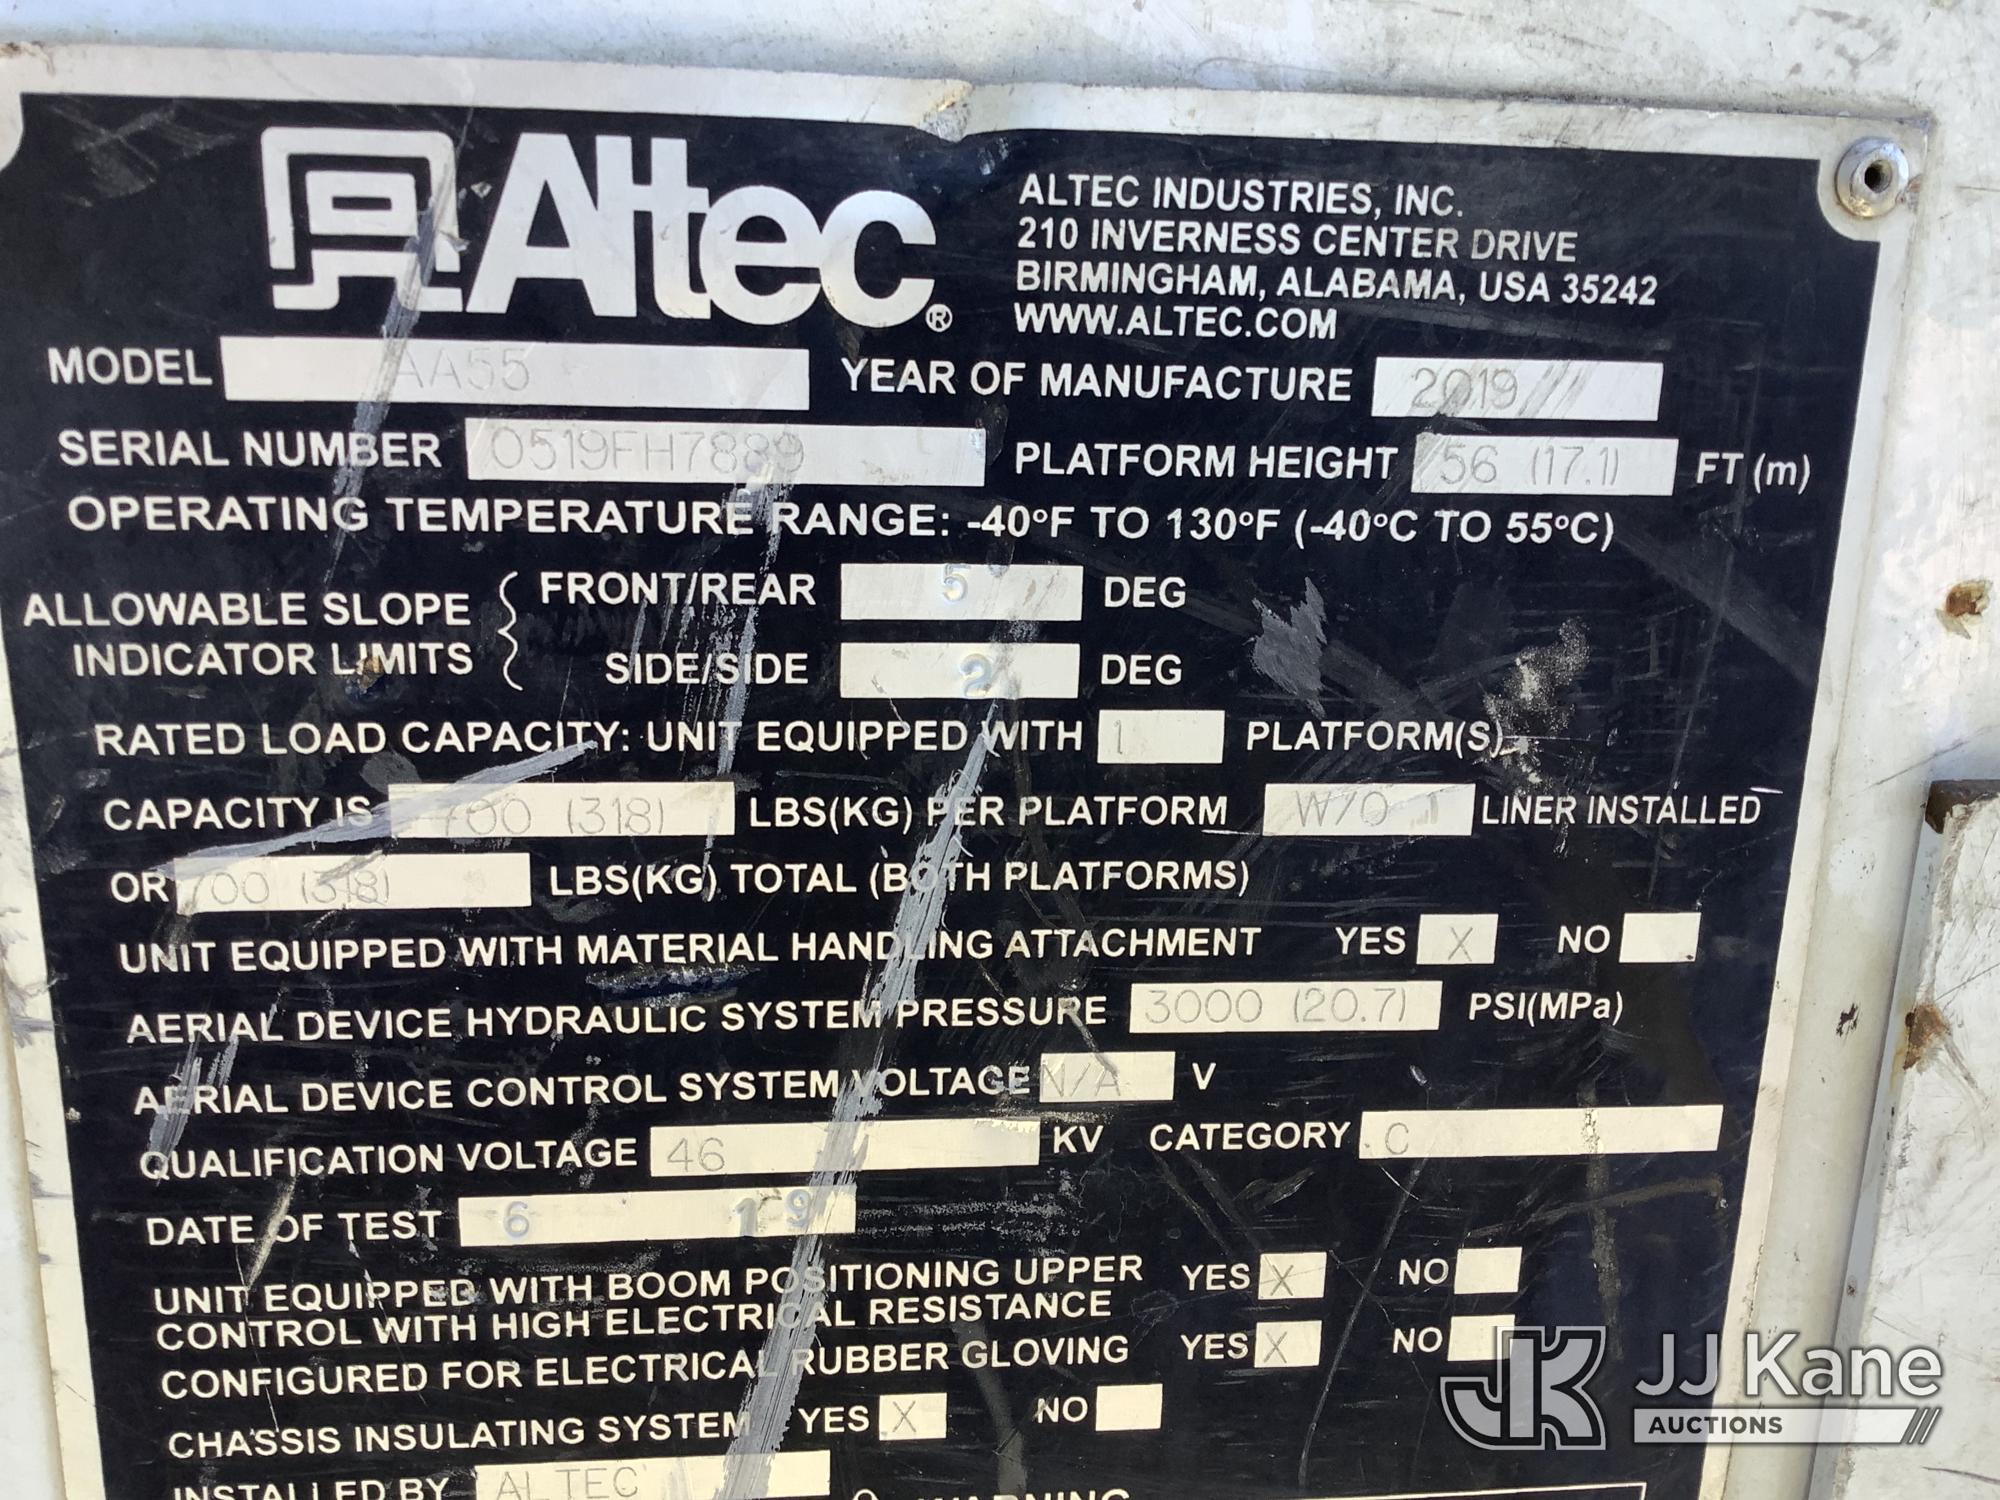 Altec®
ALTEC INDUSTRIES, INC.
210 INVERNESS CENTER DRIVE
BIRMINGHAM, ALABAMA, USA 35242
WWW.ALTEC.COM
MODEL AA55 YEAR OF MANUFACTURE 2019
SERIAL NUMBER 0519FH7889 PLATFORM HEIGHT 56 (17.1) FT (m)
OPERATING TEMPERATURE RANGE: -40°F TO 130°F (-40°C TO 55°C)
ALLOWABLE SLOPE INDICATOR LIMITS { FRONT/REAR 5 DEG
SIDE/SIDE 2 DEG
RATED LOAD CAPACITY: UNIT EQUIPPED WITH 1 PLATFORM(S)
CAPACITY IS 700 (318) LBS(KG) PER PLATFORM W/O LINER INSTALLED
OR 700 (318) LBS(KG) TOTAL (BOTH PLATFORMS)
UNIT EQUIPPED WITH MATERIAL HANDLING ATTACHMENT YES X NO
AERIAL DEVICE HYDRAULIC SYSTEM PRESSURE 3000 (20.7) PSI(MPa)
AERIAL DEVICE CONTROL SYSTEM VOLTAGE N/A V
QUALIFICATION VOLTAGE 46 KV CATEGORY C
DATE OF TEST 6 19
UNIT EQUIPPED WITH BOOM POSITIONING UPPER YES X NO
CONTROL WITH HIGH ELECTRICAL RESISTANCE
CONFIGURED FOR ELECTRICAL RUBBER GLOVING YES X NO
CHASSIS INSULATING SYSTEM YES X NO
INSTALLED BY ALTEC
WARNING
JK JJ Kane
AUCTIONS